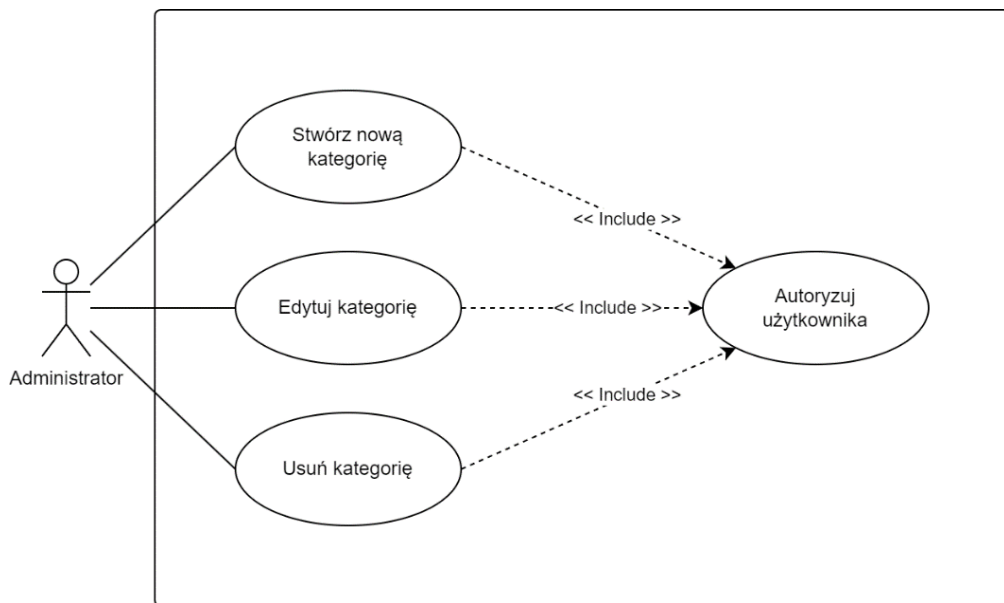 Stwórz nową
kategorię
<< Include >>
Edytuj kategorię
<< Include >>
Autoryzuj
użytkownika
Administrator
<< Include >>
Usuń kategorię